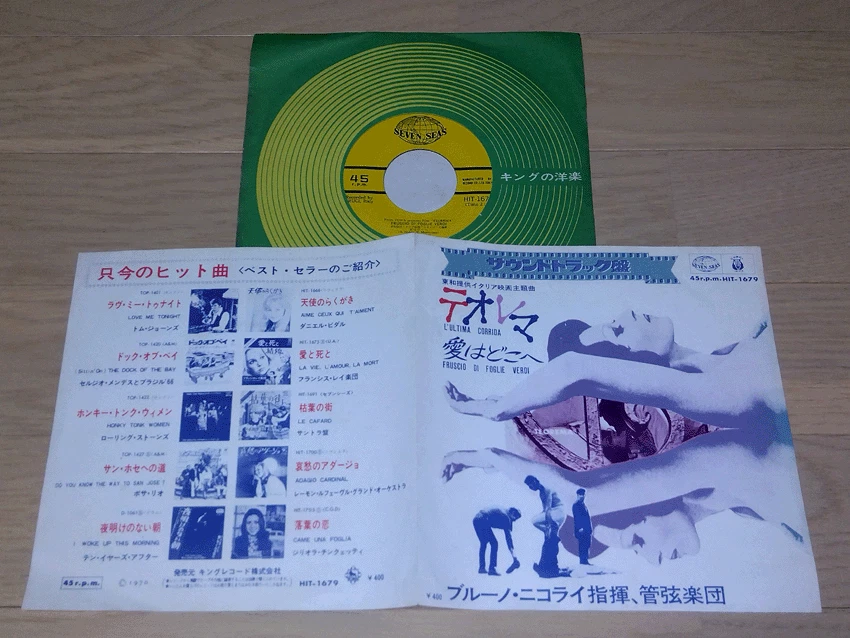 SEVEN SEAS
45
r.p.m.
HIT-167
FRUSCIO DI FOGLIE VERDI
キングの洋楽
只今のヒット曲〈ベスト・セラーのご紹介〉
ラヴ・ミー・トゥナイト
LOVE ME TONIGHT
トム・ジョーンズ
ドック・オブ・ベイ
THE DOCK OF THE BAY
セルジオ・メンデスとブラジル'66
ホンキー・トンク・ウィメン
HONKY TONK WOMEN
ローリング・ストーンズ
サン・ホセへの道
DO YOU KNOW THE WAY TO SAN JOSE?
ボサ・リオ
夜明けのない朝
I WOKE UP THIS MORNING
テン・イヤーズ・アフター
天使のらくがき
AIME CEUX QUI T'AIMENT
ダニエル・ビダル
愛と死と
LA VIE, L'AMOUR, LA MORT
フランシス・レイ楽団
枯葉の街
LE CAFARD
サントラ盤
哀愁のアダージョ
ADAGIO CARDINAL
レーモン・ルフェーヴル・グランド・オーケストラ
落葉の恋
COME UNA FOGLIA
ジリオラ・チンクェッティ
45 r.p.m.
発売元 キングレコード株式会社
HIT-1679
¥400
サウンドトラック盤
SEVEN SEAS
45r.p.m. HIT-1679
東和提供イタリア映画主題曲
テオレマ
L'ULTIMA CORRIDA
愛はどこへ
FRUSCIO DI FOGLIE VERDI
¥400
ブルーノ・ニコライ指揮、管弦楽団